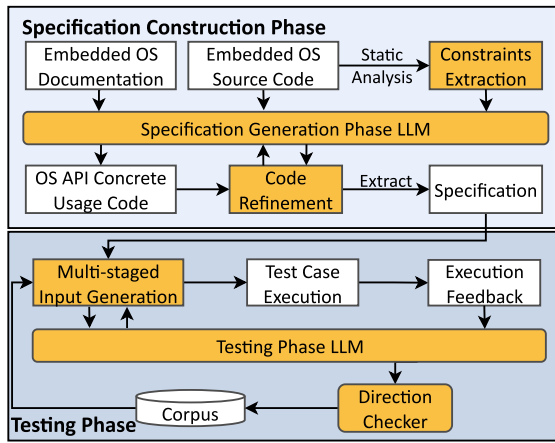 Specification Construction Phase
Embedded OS
Documentation
Embedded OS
Source Code
Static
Analysis
Constraints
Extraction
Specification Generation Phase LLM
OS API Concrete
Usage Code
Code
Refinement
Extract
Specification
Multi-staged
Input Generation
Test Case
Execution
Execution
Feedback
Testing Phase LLM
Corpus
Direction
Checker
Testing Phase